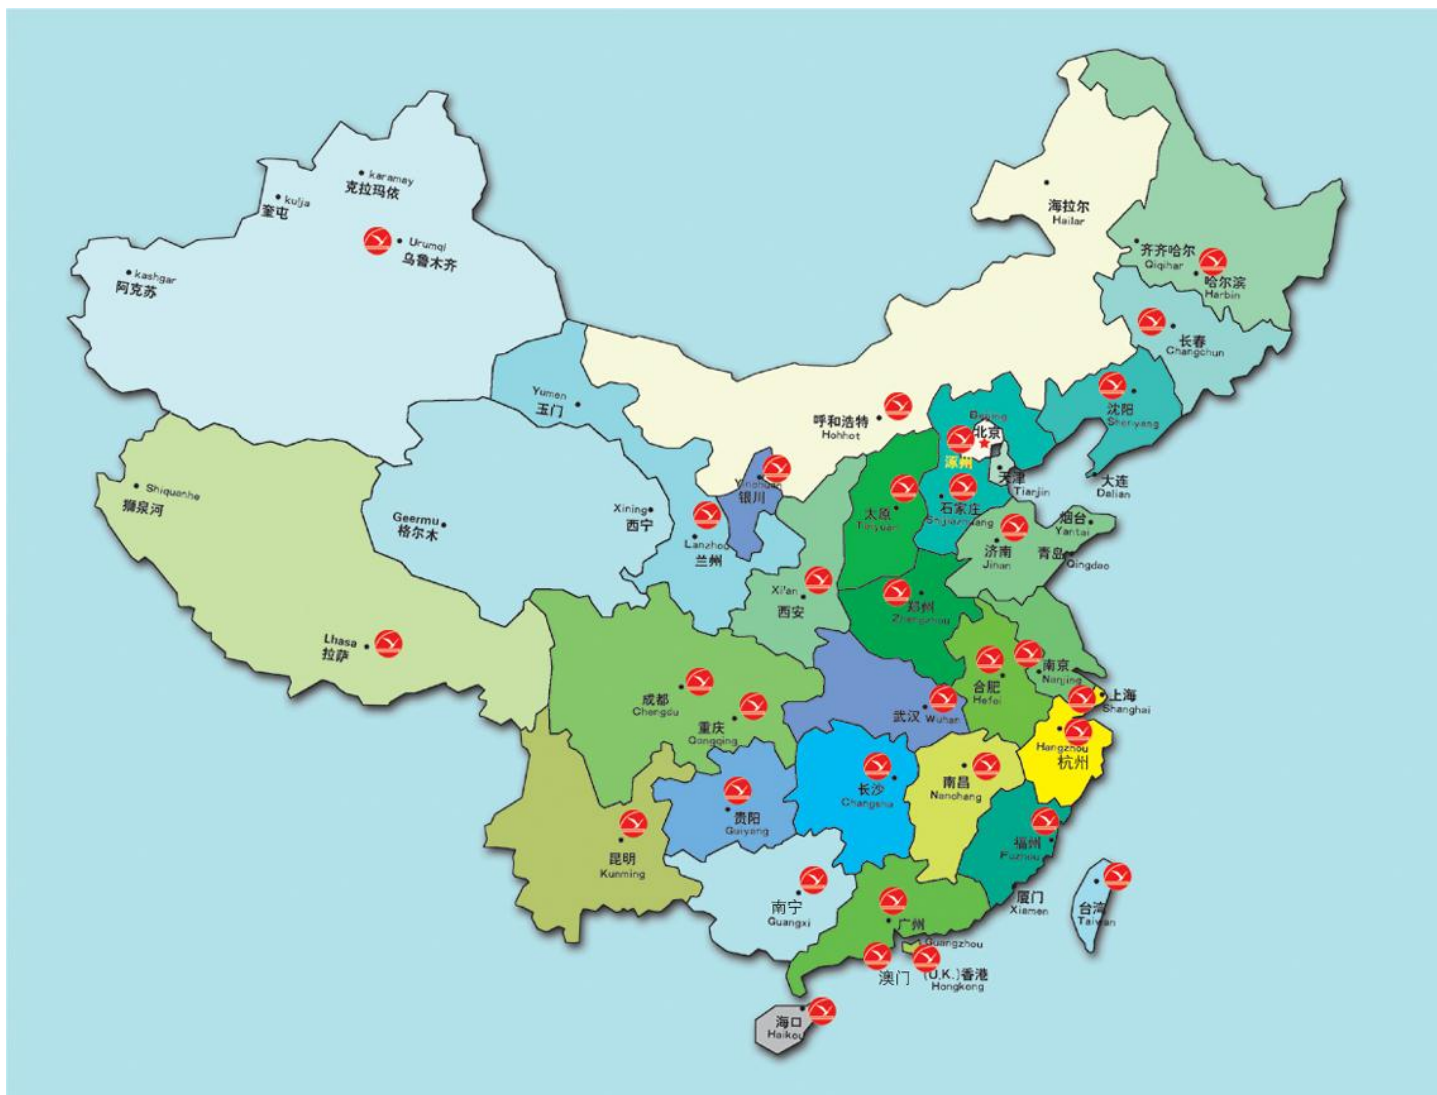 karamay
克拉玛依
kulja
奎屯
Urumqi
乌鲁木齐
kashgar
阿克苏
海拉尔
Hailar
齐齐哈尔
Qiqihar
哈尔滨
Harbin
长春
Changchun
沈阳
Shenyang
Yumen
玉门
呼和浩特
Hohhot
北京
涿州
天津
Tianjin
大连
Dalian
Shiquanhe
狮泉河
Geermu
格尔木
Xining
西宁
银川
Lanzhou
兰州
太原
石家庄
济南
Jinan
烟台
Yantai
青岛
Qingdao
Xi'an
西安
郑州
Zhengzhou
Lhasa
拉萨
成都
Chengdu
重庆
Qongqing
武汉 Wuhan
合肥
Hefei
南京
Nanjing
上海
Shanghai
Hangzhou
杭州
长沙
Changsha
南昌
Nanchang
贵阳
Guiyang
昆明
Kunming
福州
Fuzhou
厦门
Xiamen
台湾
Taiwan
南宁
Guangxi
广州
Guangzhou
澳门
(U.K.)香港
Hongkong
海口
Haikou